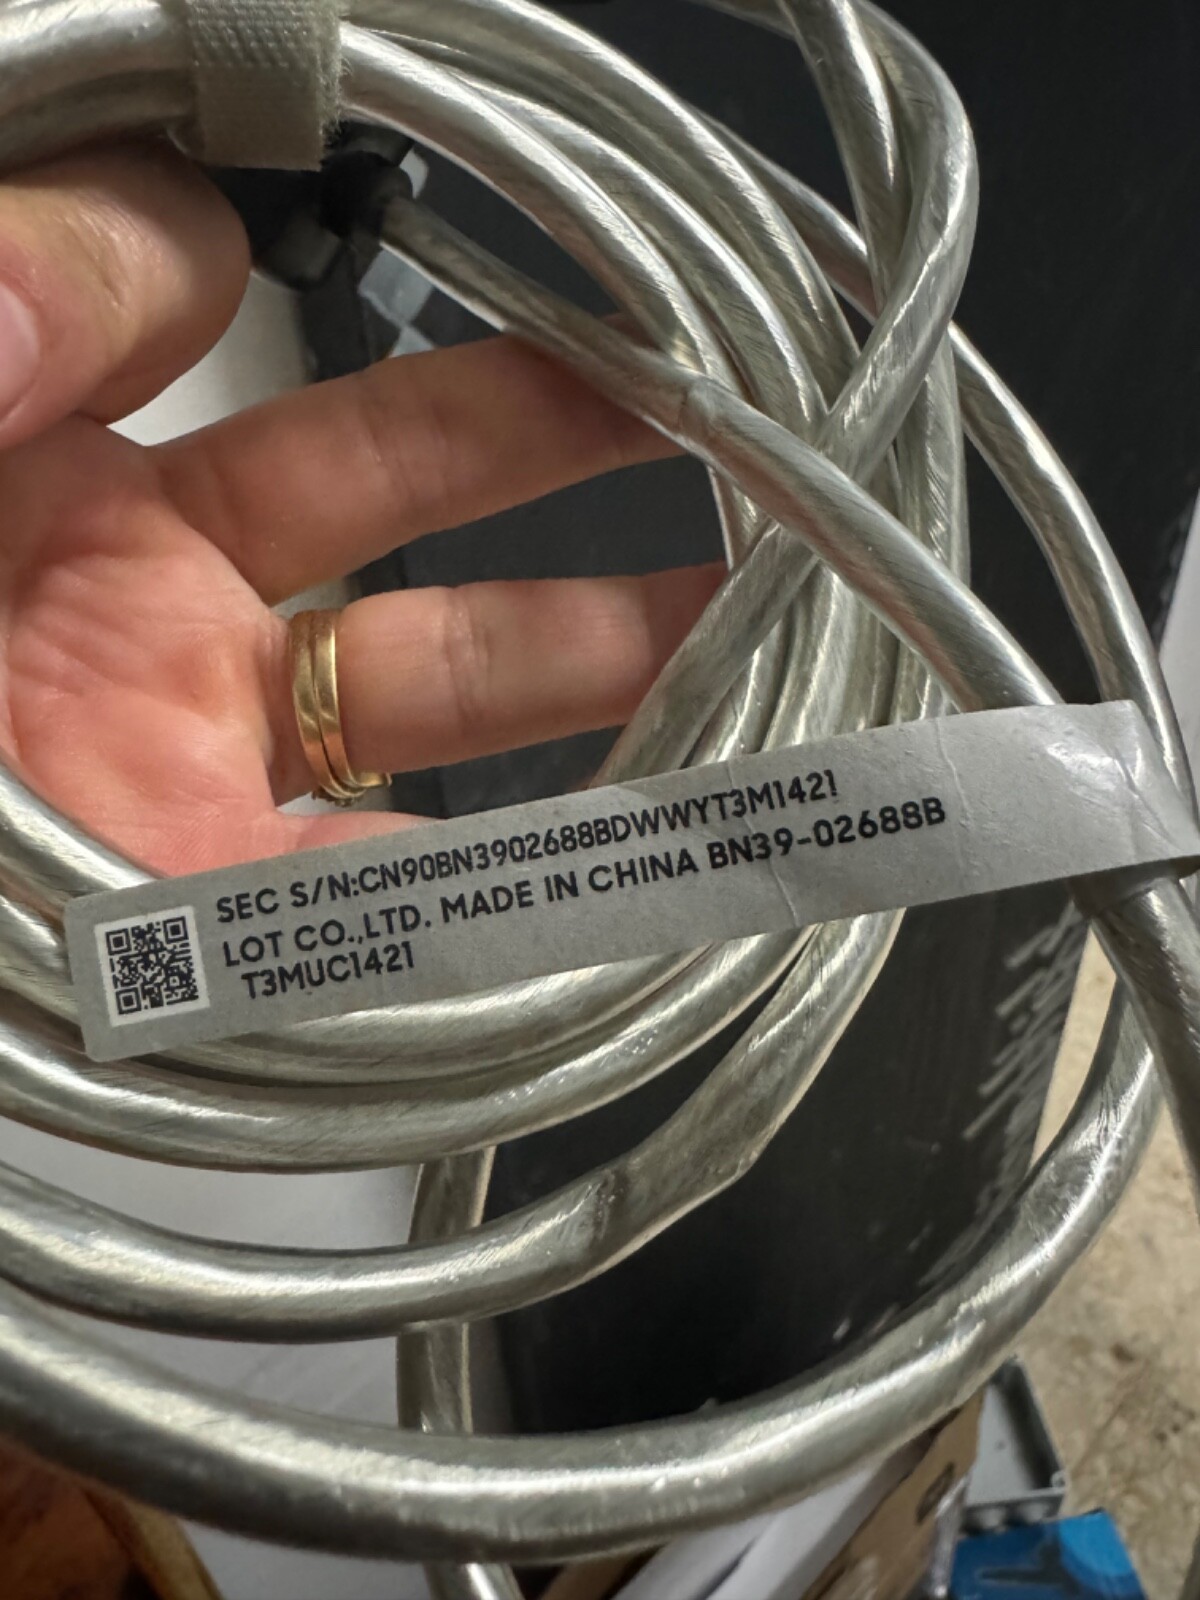 SEC S/N:CN90BN3902688BDWWYT3M1421
LOT CO.,LTD. MADE IN CHINA BN39-02688B
T3MUC1421